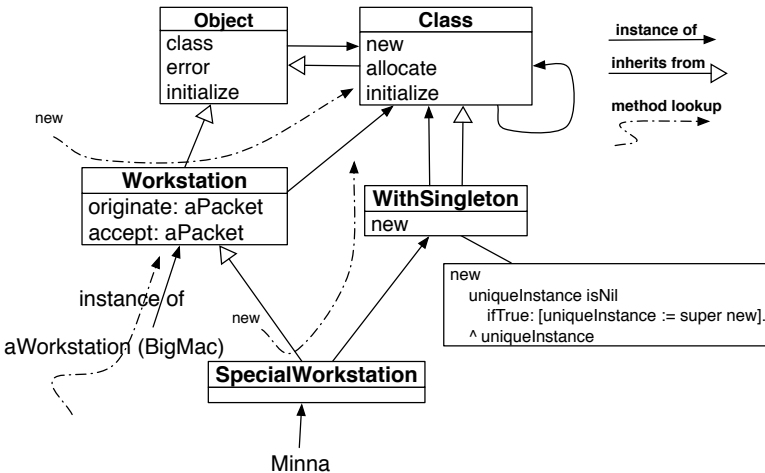 Object
class
error
initialize
Class
new
allocate
initialize
instance of
inherits from
method lookup
new
Workstation
originate: aPacket
accept: aPacket
WithSingleton
new
new
uniqueInstance isNil
ifTrue: [uniqueInstance := super new].
^ uniqueInstance
instance of
new
aWorkstation (BigMac)
SpecialWorkstation
Minna